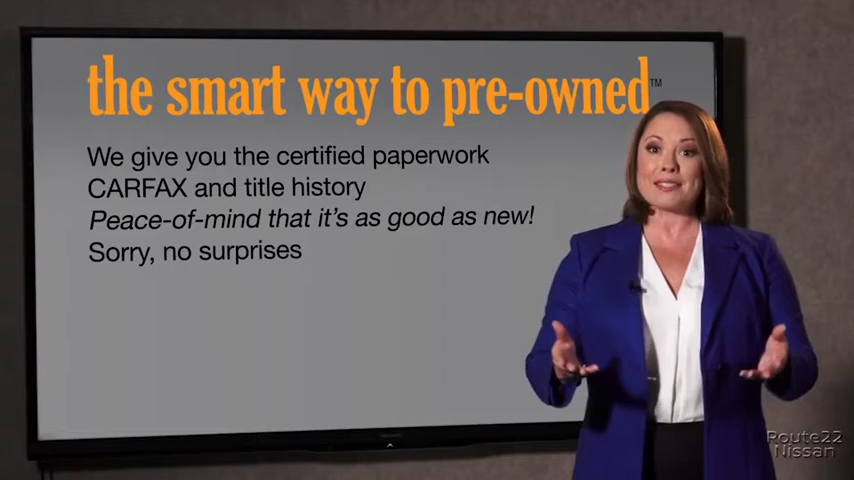 the smart way to pre-owned™
We give you the certified paperwork
CARFAX and title history
Peace-of-mind that it's as good as new!
Sorry, no surprises
Route22
Nissan